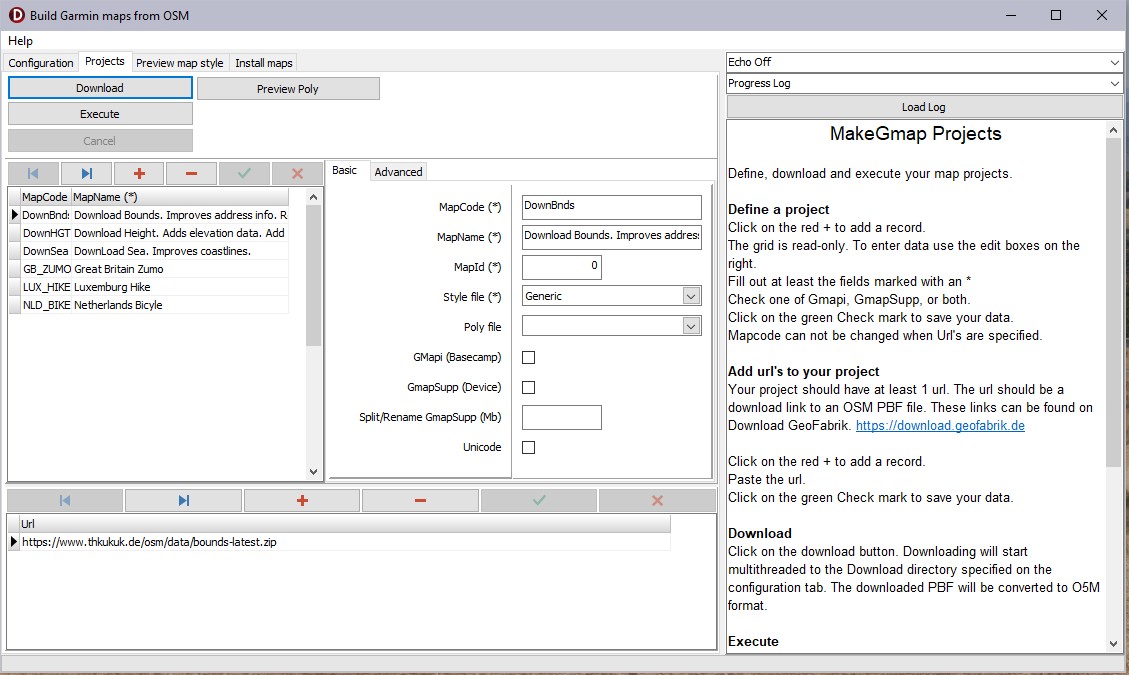 Build Garmin maps from OSM
Help
Configuration
Projects
Preview map style
Install maps
Download
Preview Poly
Execute
Cancel
MapCode MapName (*)
DownBnds Download Bounds. Improves address info. R
DownHGT Download Height. Adds elevation data. Add
DownSea DownLoad Sea. Improves coastlines.
GB_ZUMO Great Britain Zumo
LUX_HIKE Luxemburg Hike
NLD_BIKE Netherlands Bicyle
Basic
Advanced
MapCode (*) DownBnds
MapName (*) Download Bounds. Improves address
MapId (*) 0
Style file (*) Generic
Poly file
GMapi (Basecamp)
GmapSupp (Device)
Split/Rename GmapSupp (Mb)
Unicode
Url
https://www.thkukuk.de/osm/data/bounds-latest.zip
Echo Off
Progress Log
Load Log
MakeGmap Projects
Define, download and execute your map projects.
Define a project
Click on the red + to add a record.
The grid is read-only. To enter data use the edit boxes on the
right.
Fill out at least the fields marked with an *
Check one of Gmapi, GmapSupp, or both.
Click on the green Check mark to save your data.
Mapcode can not be changed when Url's are specified.
Add url's to your project
Your project should have at least 1 url. The url should be a
download link to an OSM PBF file. These links can be found on
Download GeoFabrik. https://download.geofabrik.de
Click on the red + to add a record.
Paste the url.
Click on the green Check mark to save your data.
Download
Click on the download button. Downloading will start
multithreaded to the Download directory specified on the
configuration tab. The downloaded PBF will be converted to O5M
format.
Execute